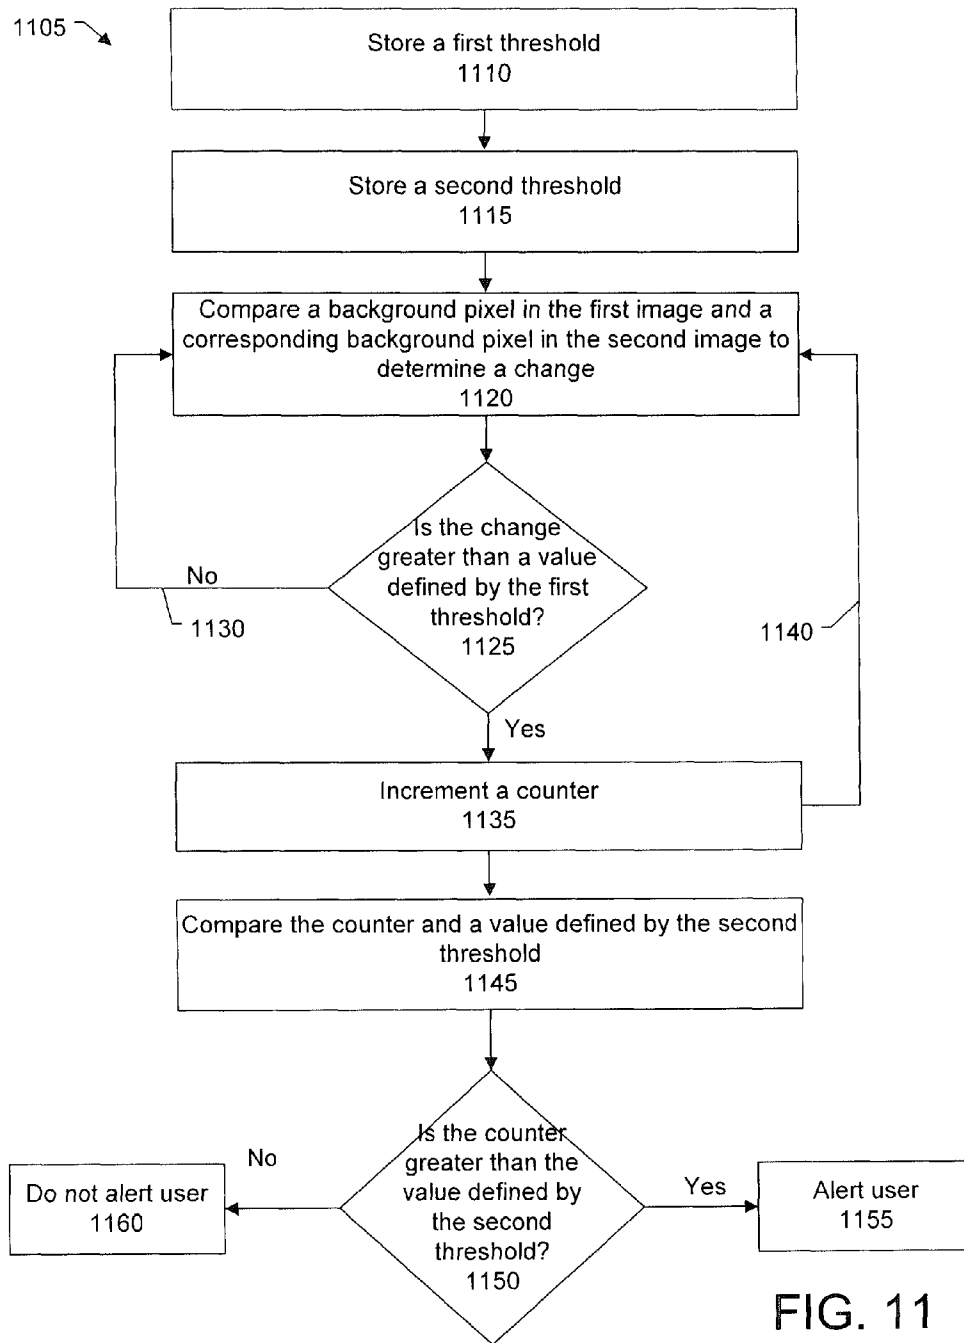 1105
Store a first threshold
1110
Store a second threshold
1115
Compare a background pixel in the first image and a
corresponding background pixel in the second image to
determine a change
1120
Is the change
greater than a value
defined by the first
threshold?
1125
No
1130
1140
Yes
Increment a counter
1135
Compare the counter and a value defined by the second
threshold
1145
Is the counter
greater than the
value defined by
the second
threshold?
1150
No
Do not alert user
1160
Yes
Alert user
1155
FIG. 11